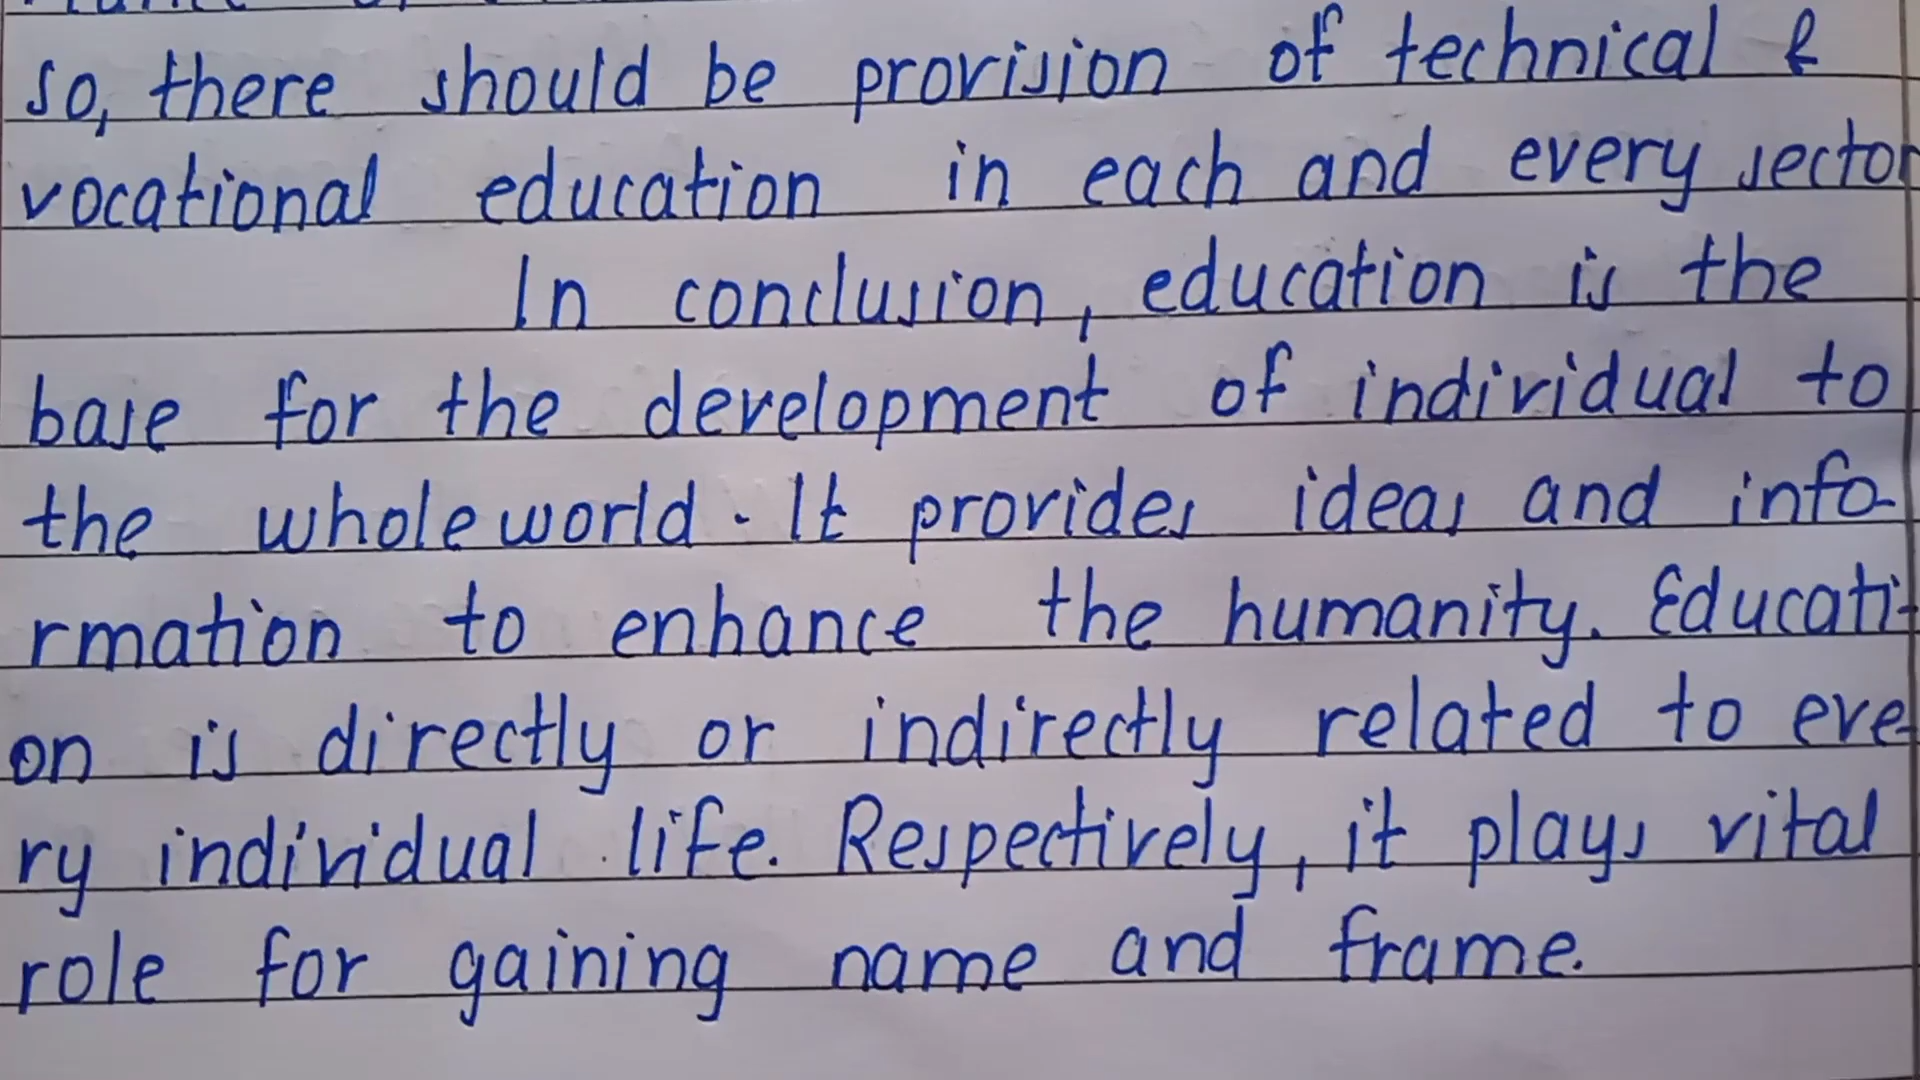 so, there should be provision of technical &
vocational education in each and every sector
In conclusion, education is the
base for the development of individual to
the whole world. It provides ideas and info-
rmation to enhance the humanity. Educati-
on is directly or indirectly related to eve-
ry individual life. Respectively, it plays vital
role for gaining name and frame.